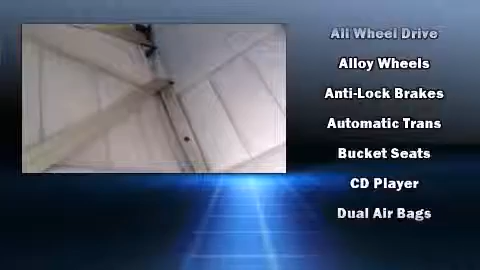 All Wheel Drive
Alloy Wheels
Anti-Lock Brakes
Automatic Trans
Bucket Seats
CD Player
Dual Air Bags